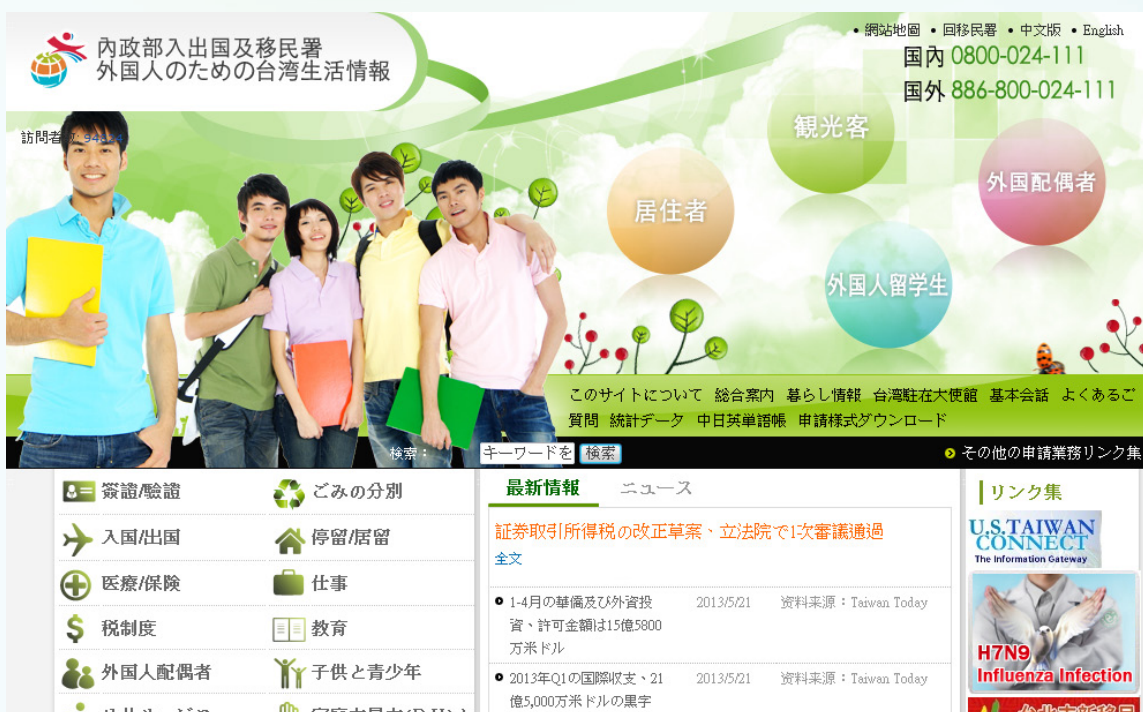 • 網站地圖 • 回移民署 • 中文版 • English
內政部入出国及移民署
外国人のための台湾生活情報
国內 0800-024-111
国外 886-800-024-111
訪問者
観光客
外国配偶者
居住者
外国人留学生
このサイトについて 総合案内 暮らし情報 台湾駐在大使館 基本会話 よくあるご
質問 統計データ 中日英単語帳 申請様式ダウンロード
検索：
キーワードを 検索
その他の申請業務リンク集
簽證/驗證
ごみの分別
入国/出国
停留/居留
医療/保険
仕事
税制度
教育
外国人配偶者
子供と青少年
最新情報
ニュース
証券取引所得税の改正草案、立法院で1次審議通過
全文
1-4月の華僑及び外資投 2013/5/21 资料来源：Taiwan Today
資、許可金額は15億5800
万米ドル
2013年Q1の国際収支、21 2013/5/21 资料来源：Taiwan Today
億5,000万米ドルの黒字
リンク集
U.S.TAIWAN
CONNECT
The Information Gateway
H7N9
Influenza Infection